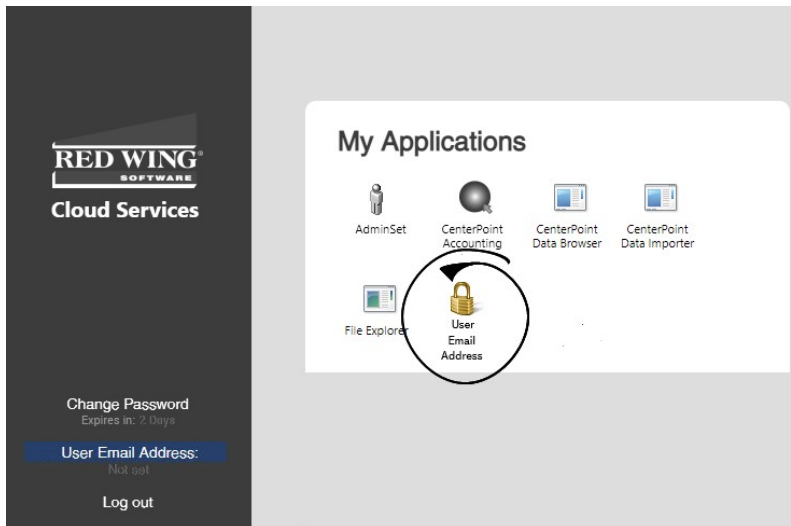 RED WING®
SOFTWARE
Cloud Services
Change Password
Expires in: 2 Days
User Email Address:
Not set
Log out
My Applications
AdminSet
CenterPoint
Accounting
CenterPoint
Data Browser
CenterPoint
Data Importer
File Explorer
User
Email
Address